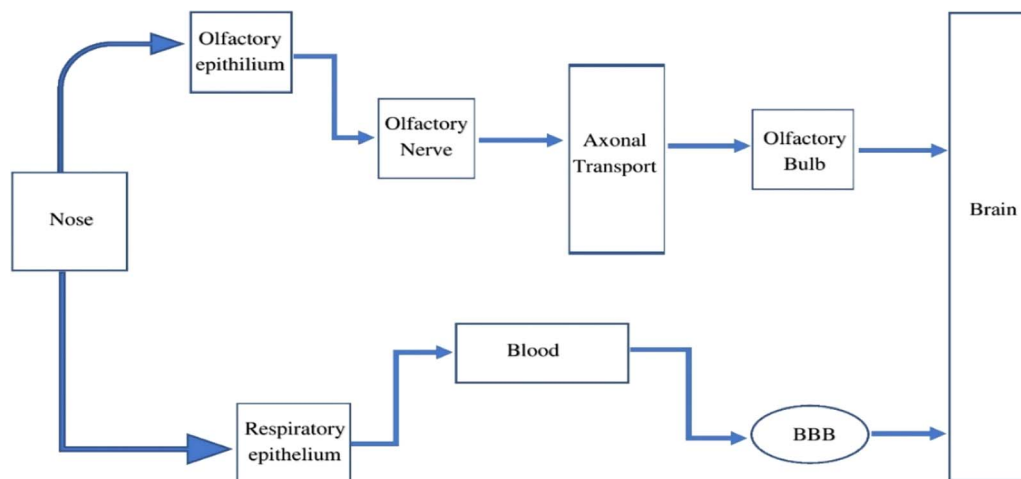 Olfactory
epithilium
Olfactory
Nerve
Axonal
Transport
Olfactory
Bulb
Nose
Brain
Blood
Respiratory
epithelium
BBB